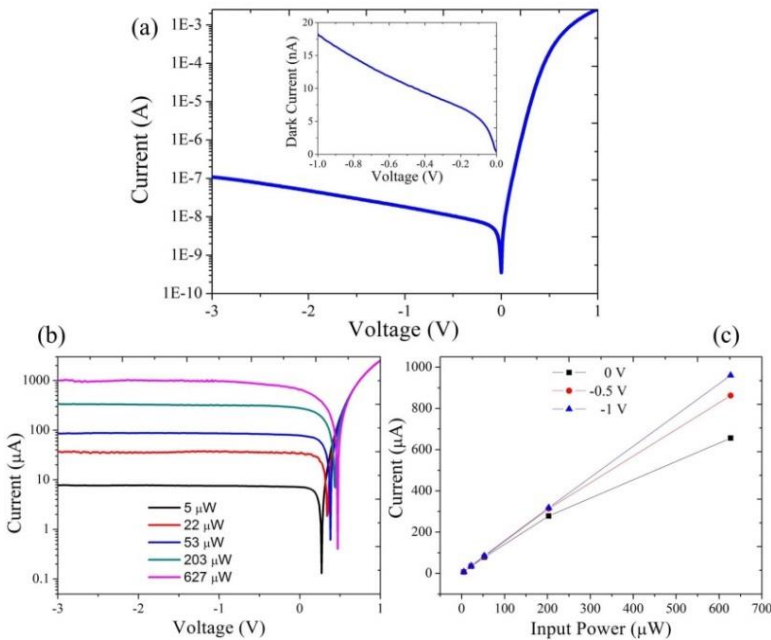 (a)
1E-3
1E-4
1E-5
1E-6
1E-7
1E-8
1E-9
1E-10
Current (A)
-3
-2
-1
0
1
Voltage (V)
20
15
10
5
0
Dark Current (nA)
-1.0
-0.8
-0.6
-0.4
-0.2
0.0
Voltage (V)
(b)
1000
100
10
1
0.1
Current (μA)
5 μW
22 μW
53 μW
203 μW
627 μW
-3
-2
-1
0
1
Voltage (V)
(c)
1000
800
600
400
200
0
Current (μA)
0 V
-0.5 V
-1 V
0
100
200
300
400
500
600
700
Input Power (μW)